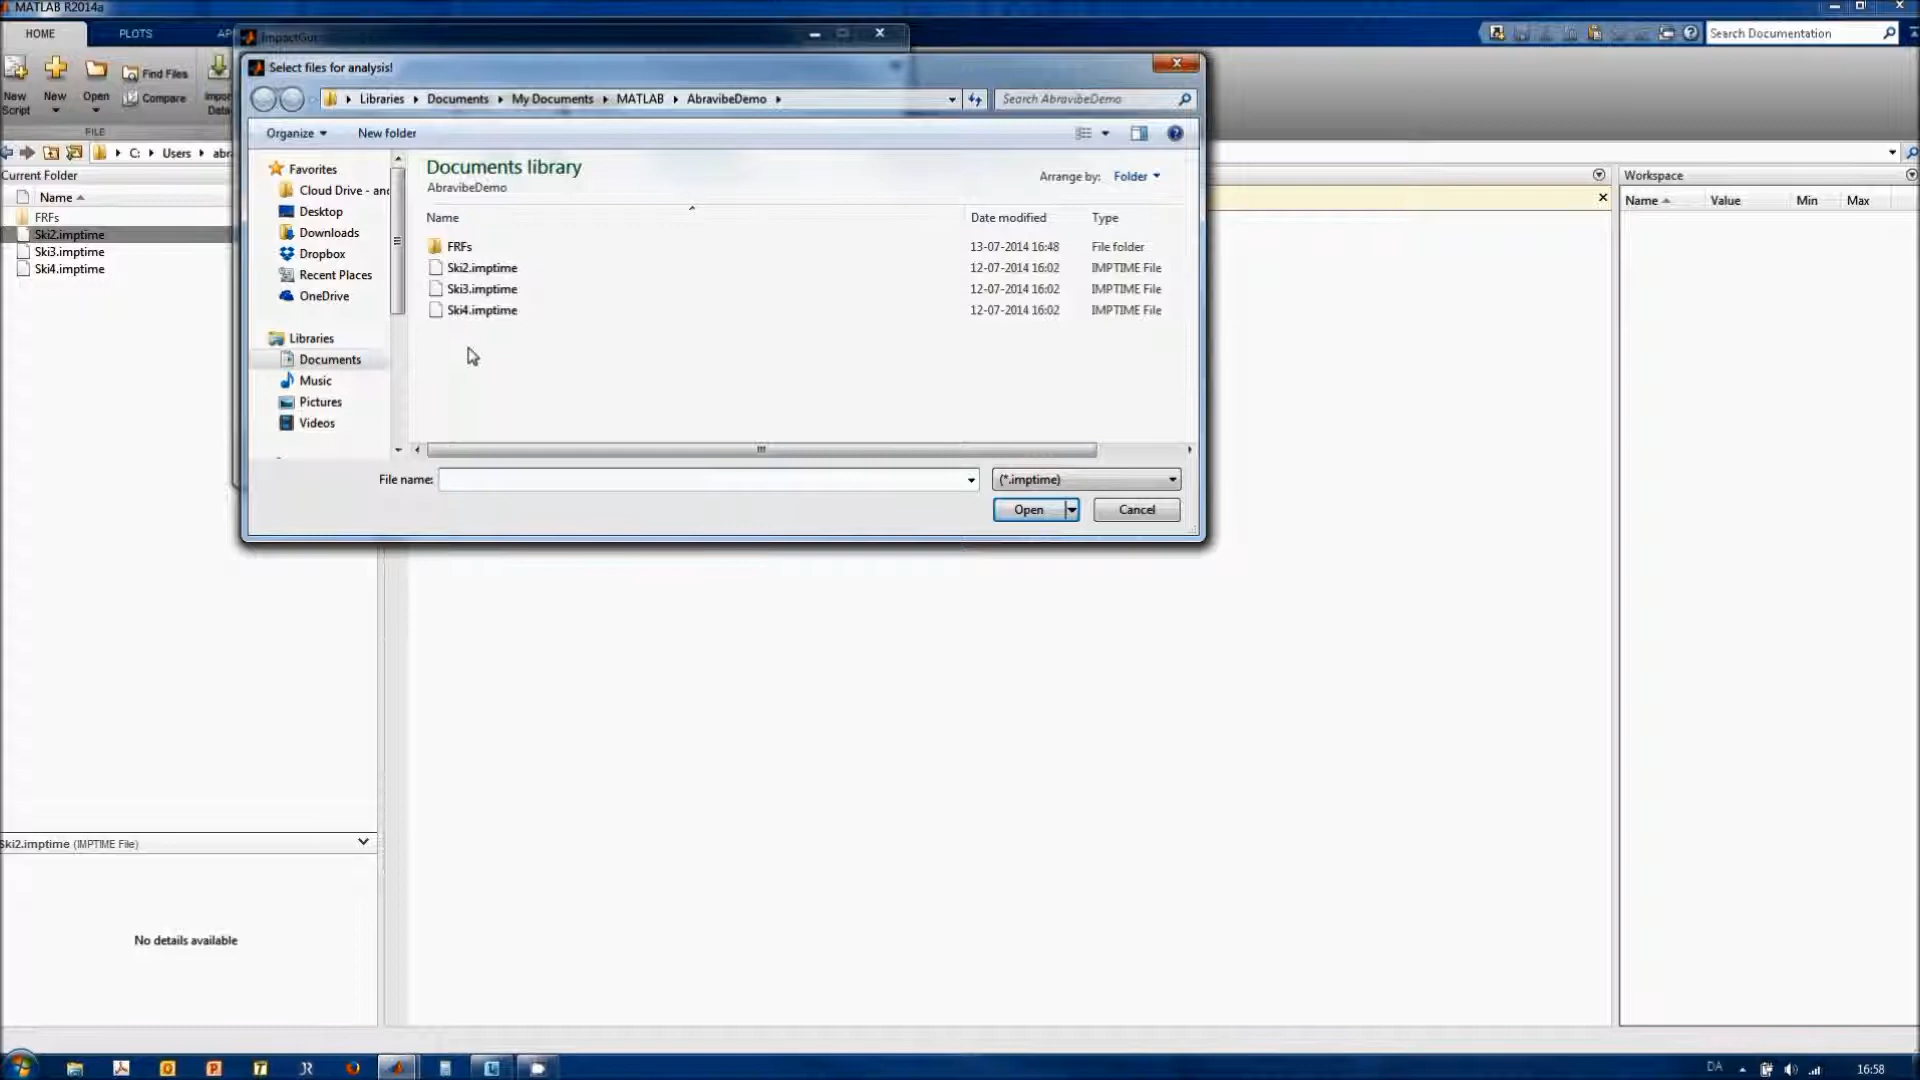 MATLAB R2014a
HOME PLOTS AP
Search Documentation
New Script New Open Find Files Compare Import Data
FILE
C: Users abr
Current Folder
Name
FRFs
Ski2.imptime
Ski3.imptime
Ski4.imptime
ImpactGui
Select files for analysis!
Libraries Documents My Documents MATLAB AbravibeDemo
Search AbravibeDemo
Organize New folder
Favorites
Cloud Drive - and
Desktop
Downloads
Dropbox
Recent Places
OneDrive
Libraries
Documents
Music
Pictures
Videos
Documents library
AbravibeDemo
Arrange by: Folder
Name Date modified Type
FRFs 13-07-2014 16:48 File folder
Ski2.imptime 12-07-2014 16:02 IMPTIME File
Ski3.imptime 12-07-2014 16:02 IMPTIME File
Ski4.imptime 12-07-2014 16:02 IMPTIME File
File name: (*.imptime)
Open Cancel
Workspace
Name Value Min Max
Ski2.imptime (IMPTIME File)
No details available
DA 16:58